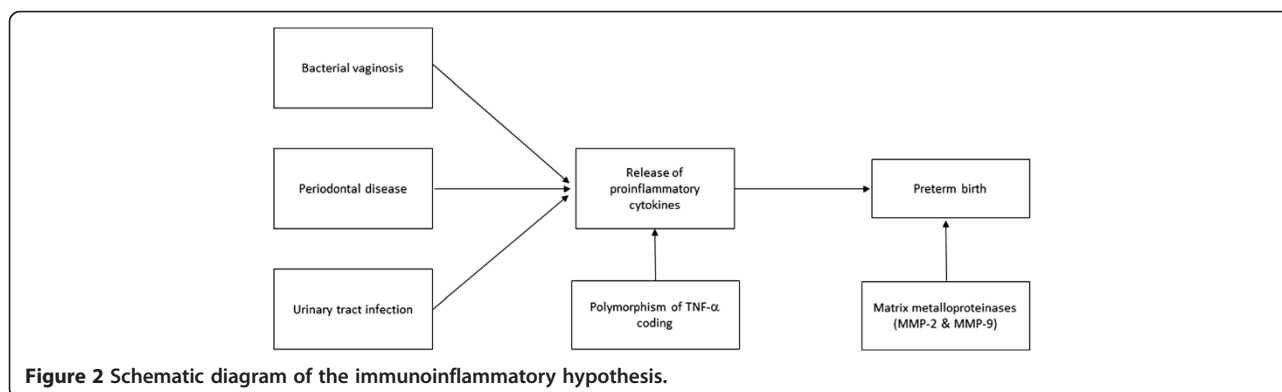 Bacterial vaginosis
Periodontal disease
Urinary tract infection
Release of
proinflammatory
cytokines
Polymorphism of TNF-α
coding
Preterm birth
Matrix metalloproteinases
(MMP-2 & MMP-9)
Figure 2 Schematic diagram of the immunoinflammatory hypothesis.